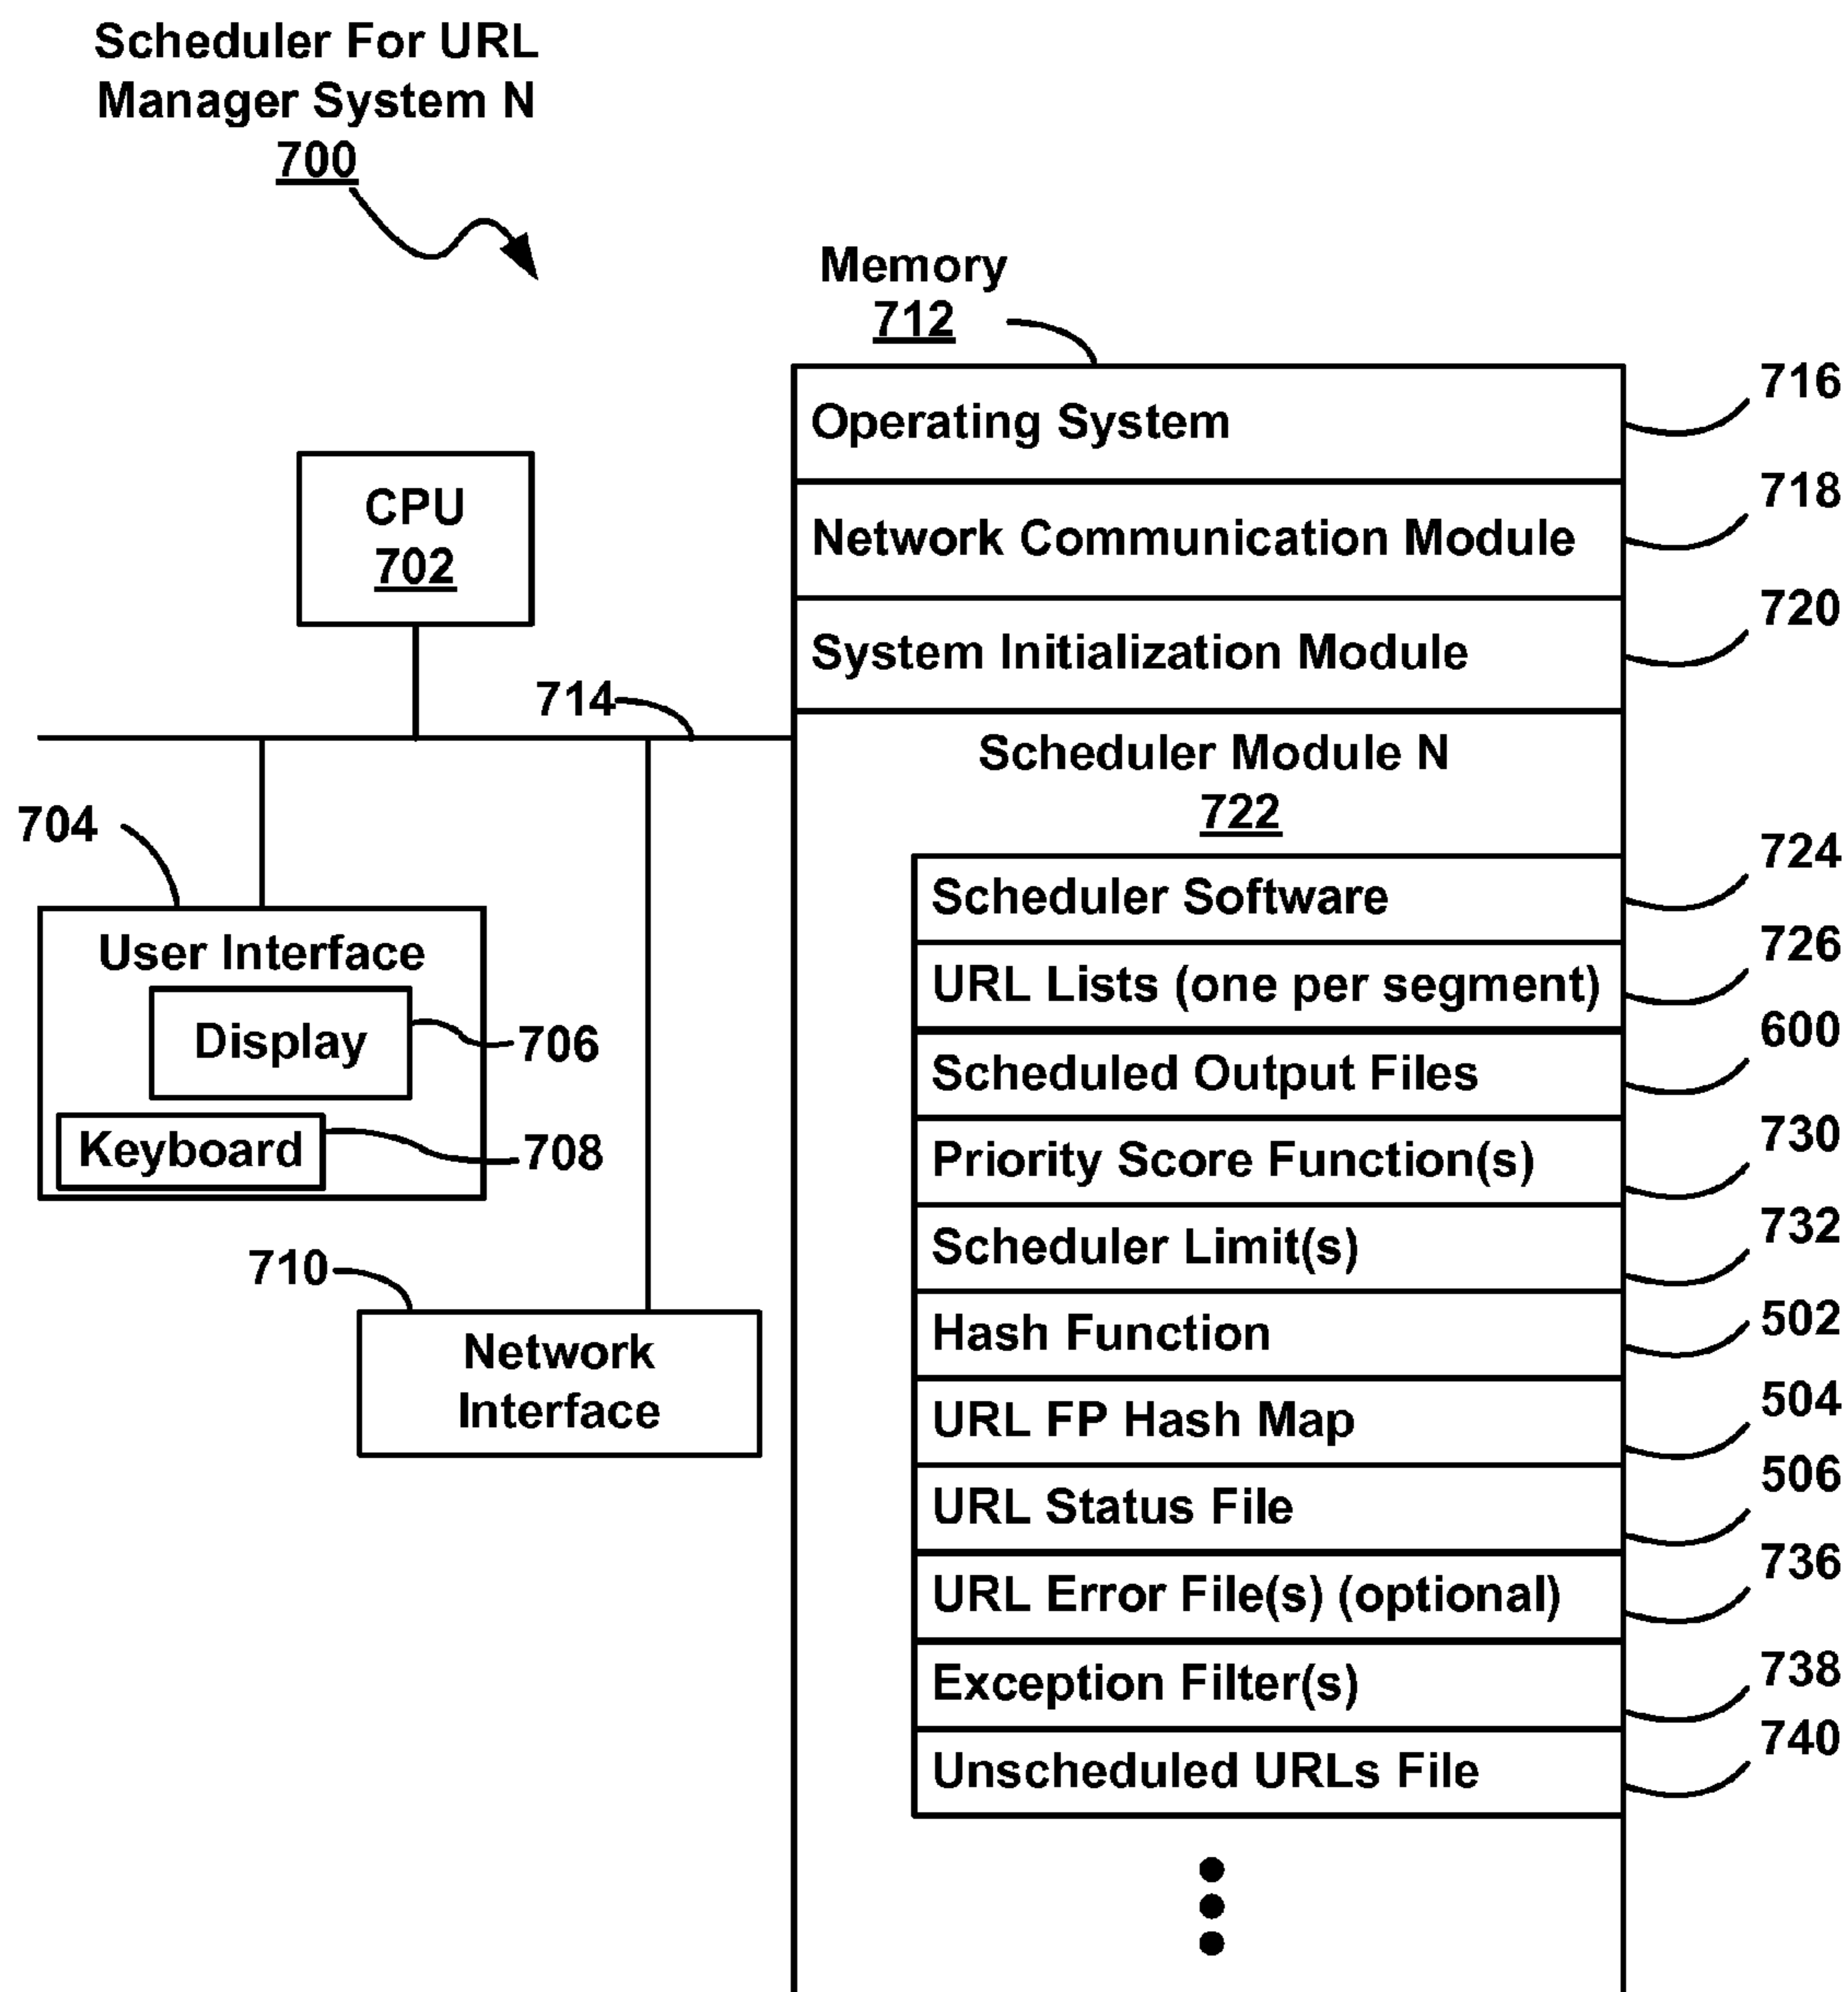 Scheduler For URL
Manager System N
700
Memory
712
Operating System
716
Network Communication Module
718
System Initialization Module
720
CPU
702
714
Scheduler Module N
722
704
User Interface
Display
706
Keyboard
708
710
Network
Interface
Scheduler Software
724
URL Lists (one per segment)
726
Scheduled Output Files
600
Priority Score Function(s)
730
Scheduler Limit(s)
732
Hash Function
502
URL FP Hash Map
504
URL Status File
506
URL Error File(s) (optional)
736
Exception Filter(s)
738
Unscheduled URLs File
740